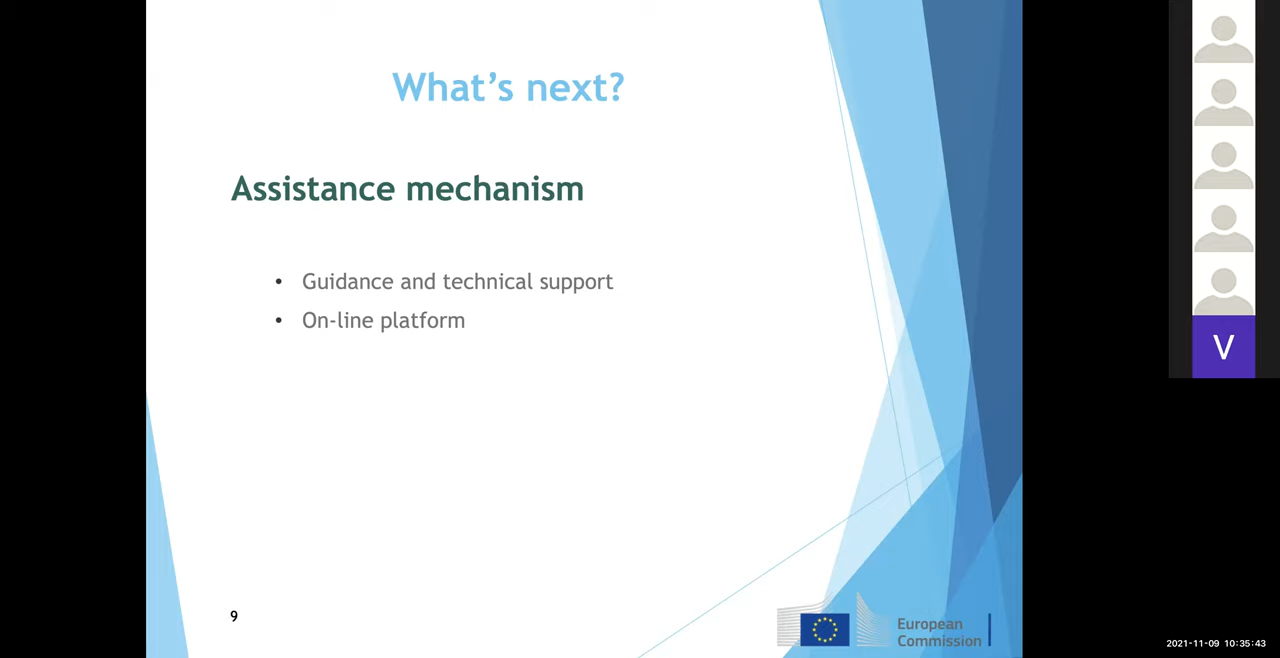 What's next?
Assistance mechanism
• Guidance and technical support
• On-line platform
9
European
Commission
V
2021-11-09 10:35:43